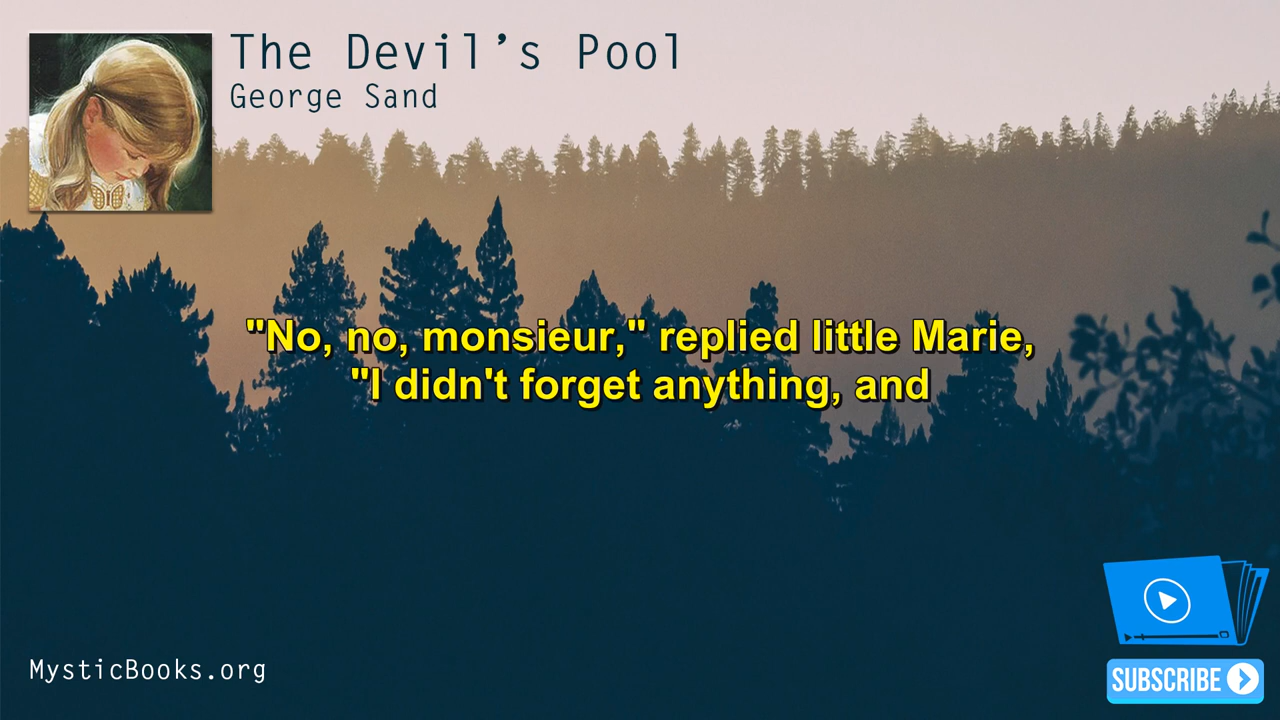 The Devil's Pool
George Sand
"No, no, monsieur," replied little Marie,
"I didn't forget anything, and
MysticBooks.org
SUBSCRIBE